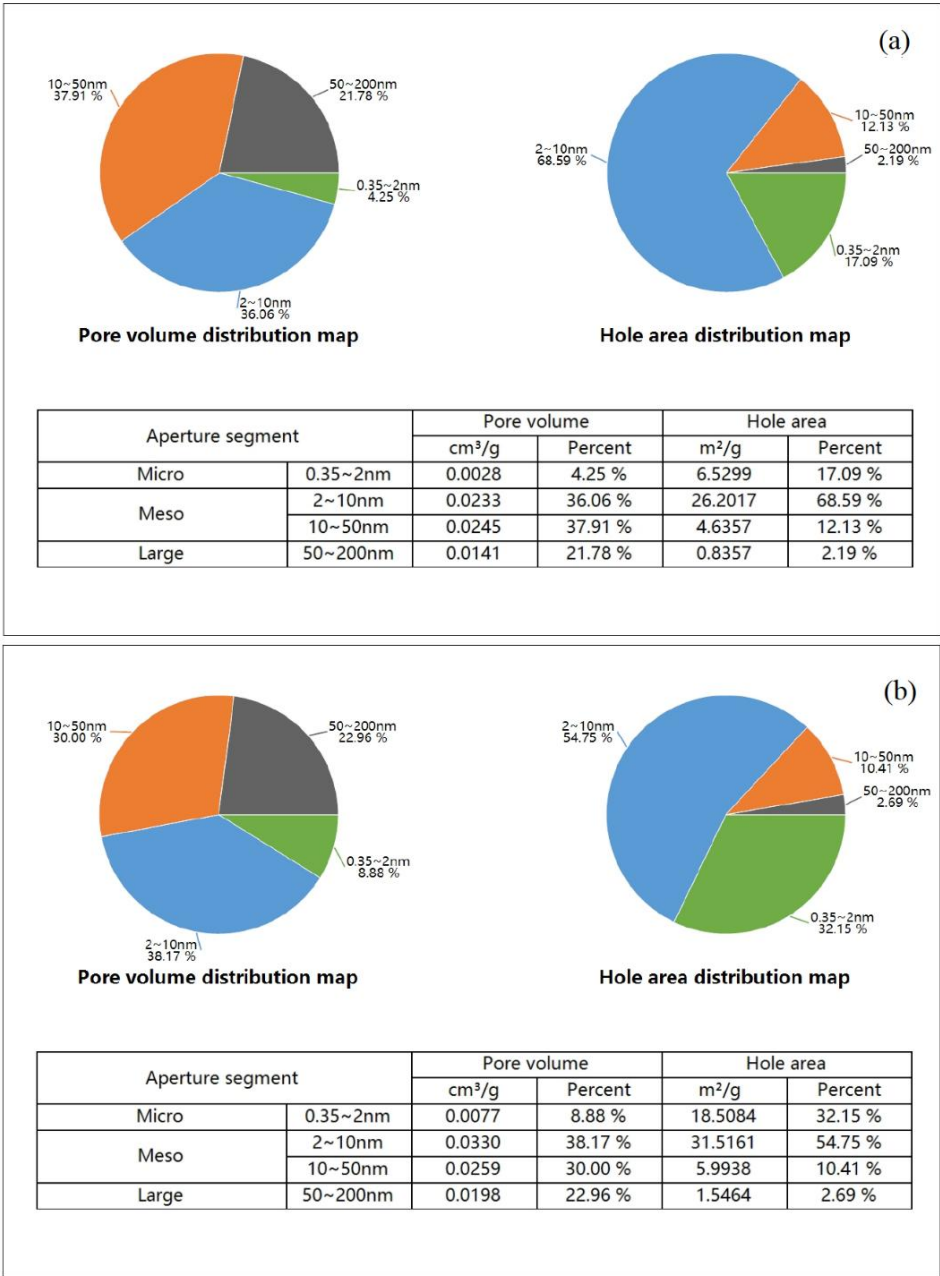 (a)
10~50nm
37.91 %
50~200nm
21.78 %
0.35~2nm
4.25 %
2~10nm
36.06 %
Pore volume distribution map
2~10nm
68.59 %
10~50nm
12.13 %
50~200nm
2.19 %
0.35~2nm
17.09 %
Hole area distribution map
Aperture segment Pore volume Hole area
cm³/g Percent m²/g Percent
Micro 0.35~2nm 0.0028 4.25 % 6.5299 17.09 %
Meso 2~10nm 0.0233 36.06 % 26.2017 68.59 %
10~50nm 0.0245 37.91 % 4.6357 12.13 %
Large 50~200nm 0.0141 21.78 % 0.8357 2.19 %
(b)
10~50nm
30.00 %
50~200nm
22.96 %
0.35~2nm
8.88 %
2~10nm
38.17 %
Pore volume distribution map
2~10nm
54.75 %
10~50nm
10.41 %
50~200nm
2.69 %
0.35~2nm
32.15 %
Hole area distribution map
Aperture segment Pore volume Hole area
cm³/g Percent m²/g Percent
Micro 0.35~2nm 0.0077 8.88 % 18.5084 32.15 %
Meso 2~10nm 0.0330 38.17 % 31.5161 54.75 %
10~50nm 0.0259 30.00 % 5.9938 10.41 %
Large 50~200nm 0.0198 22.96 % 1.5464 2.69 %